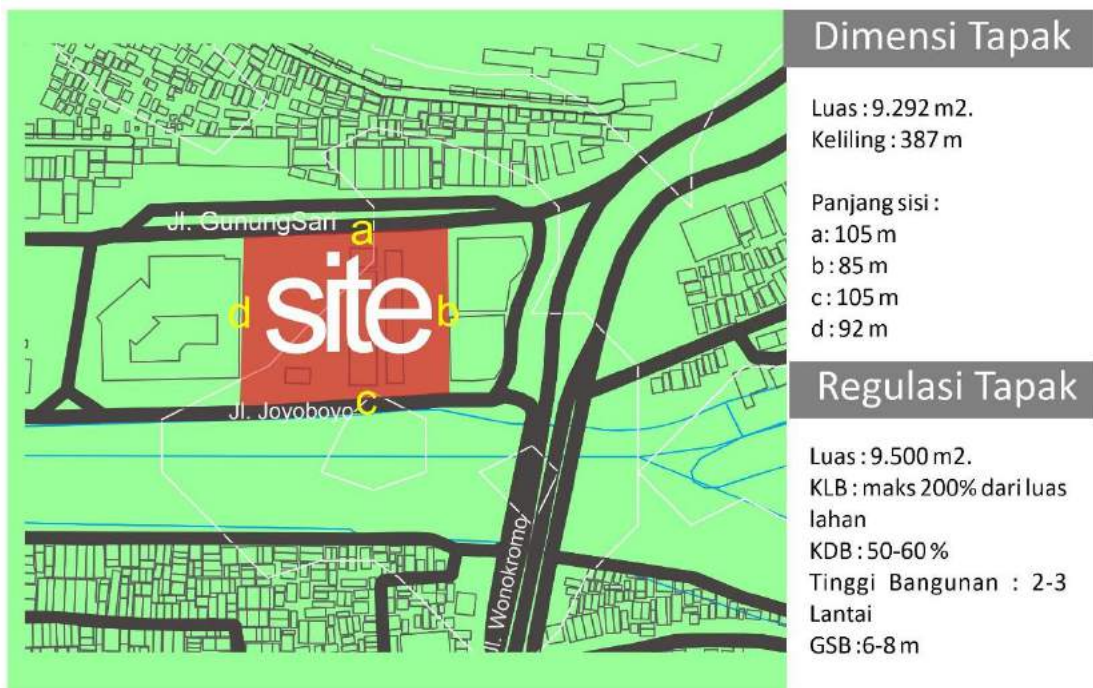 Dimensi Tapak
Luas : 9.292 m2.
Keliling : 387 m
Panjang sisi :
a: 105 m
b : 85 m
c : 105 m
d : 92 m
Regulasi Tapak
Luas : 9.500 m2.
KLB : maks 200% dari luas
lahan
KDB : 50-60 %
Tinggi Bangunan : 2-3
Lantai
GSB :6-8 m
Jl. GunungSari
a
site
b
d
c
Jl. Joyoboyo
Jl. Wonokromo